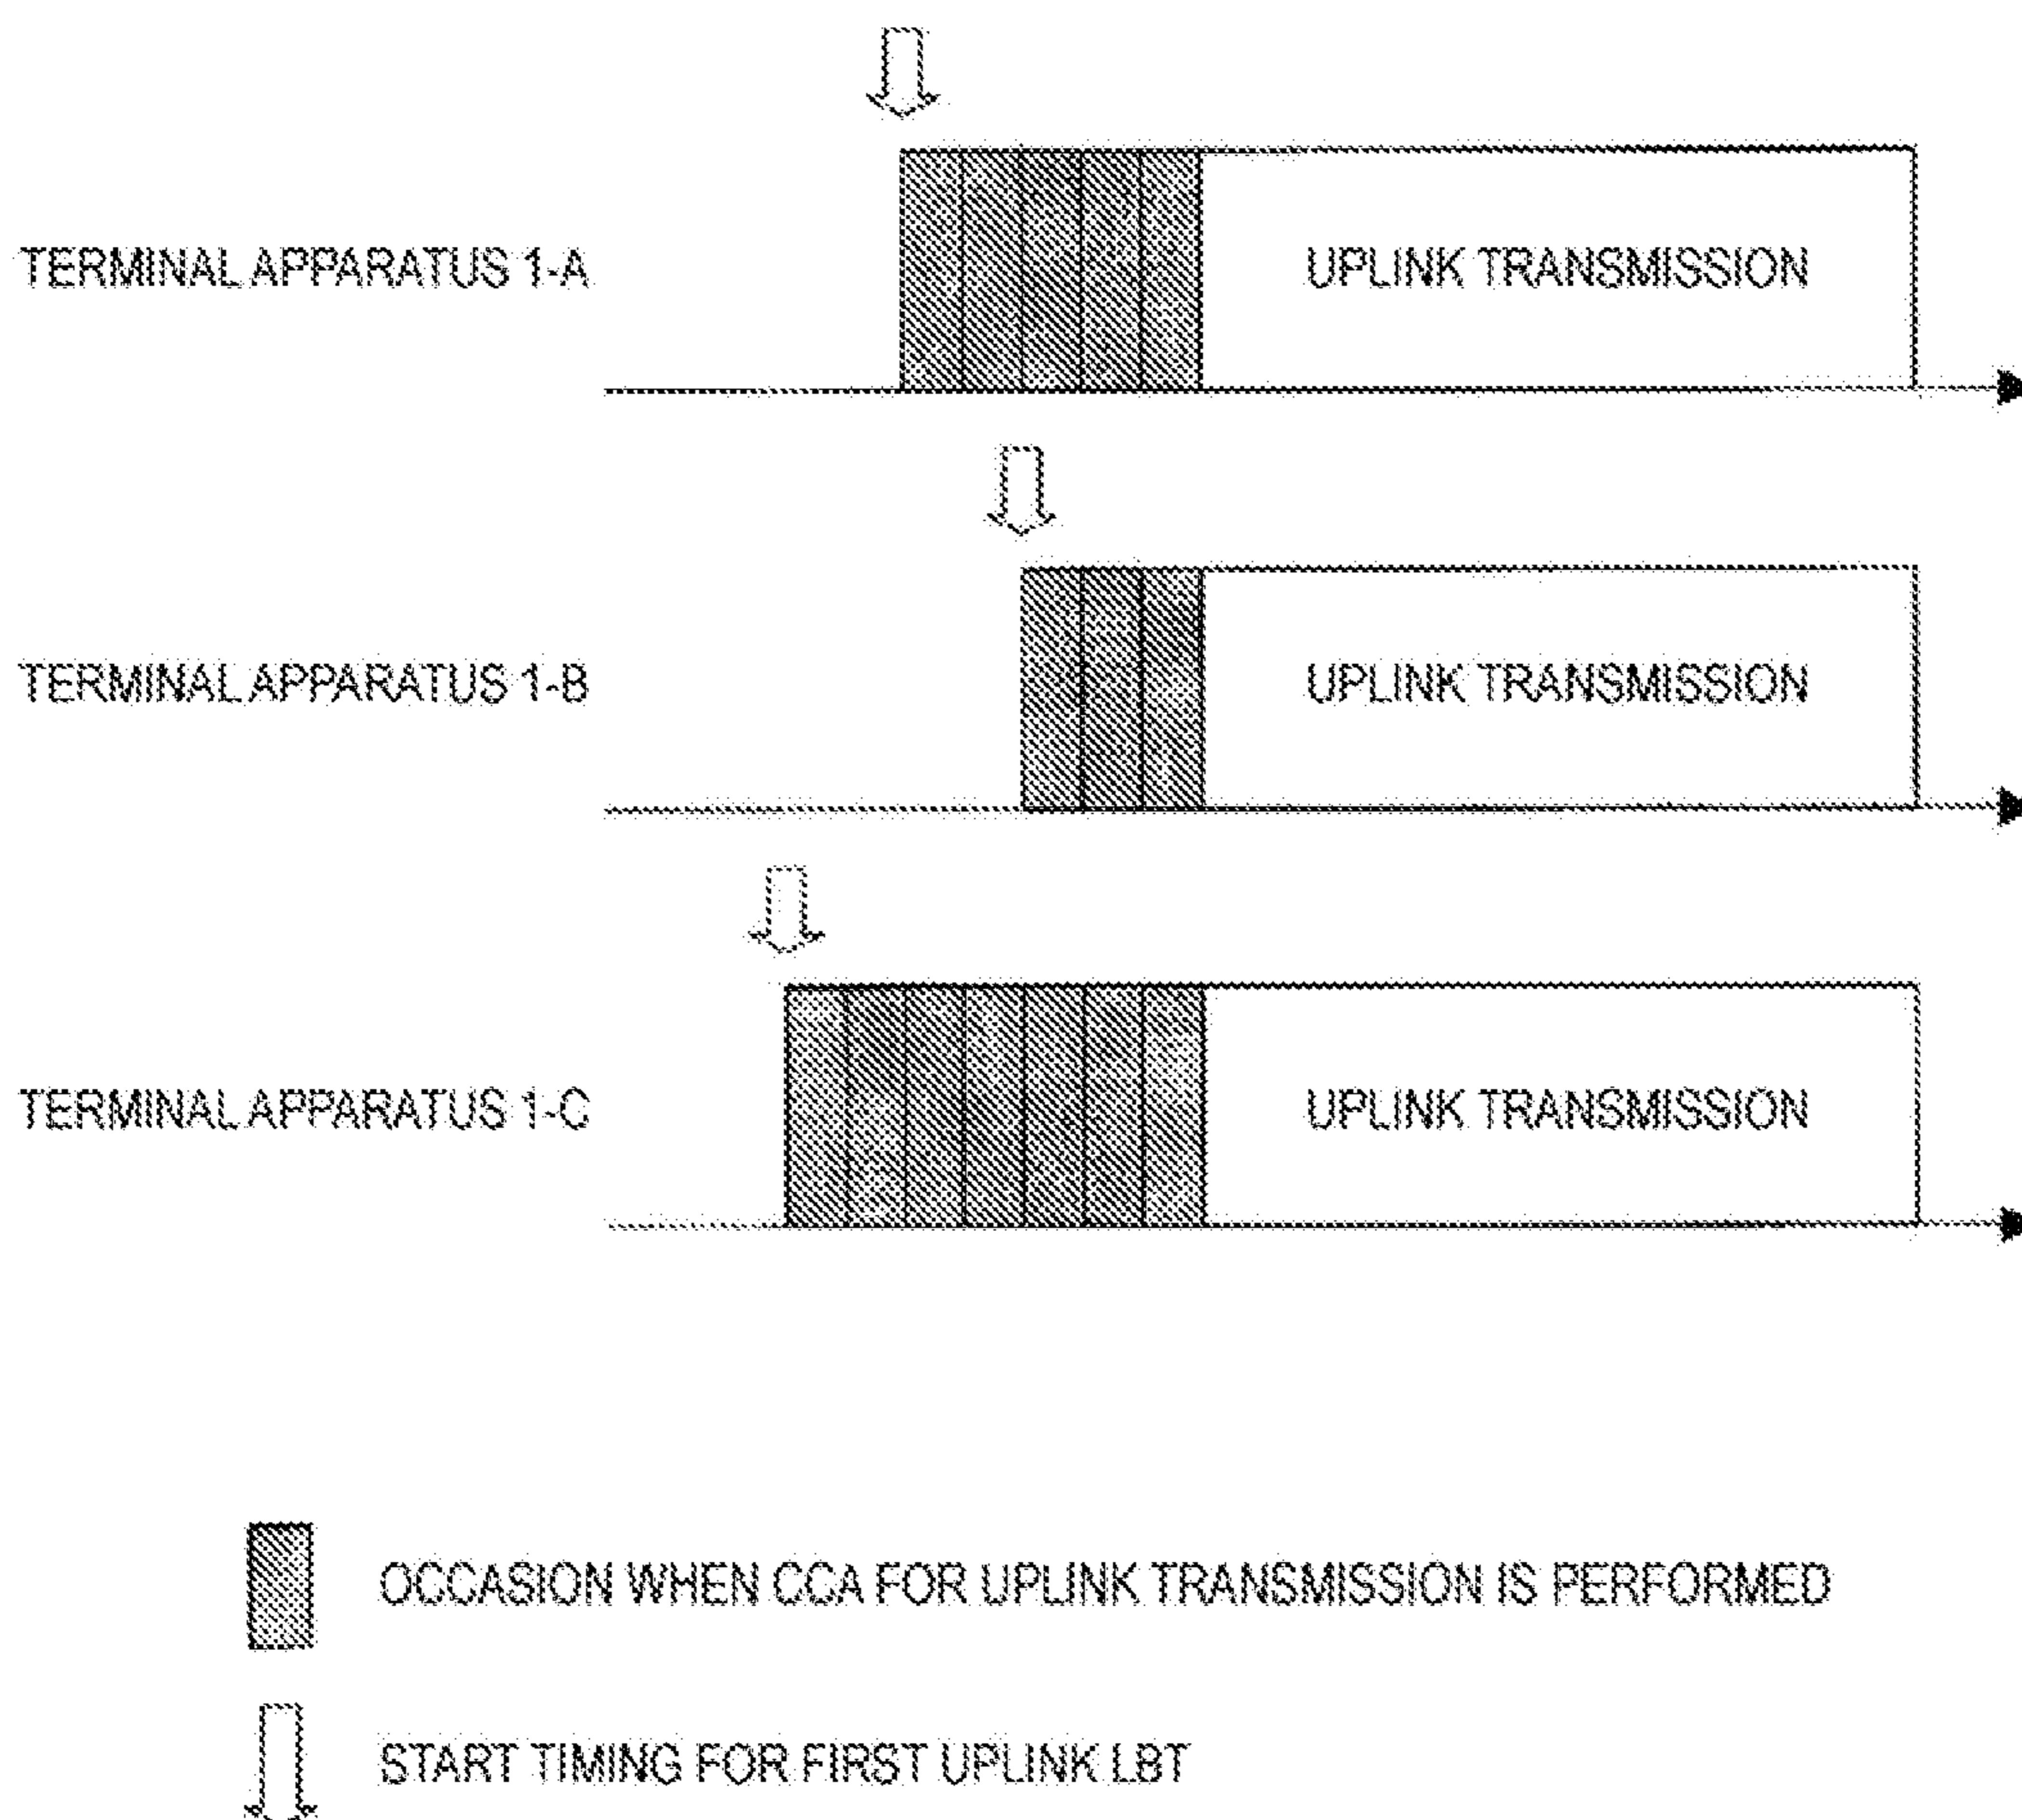 TERMINAL APPARATUS 1-A
UPLINK TRANSMISSION
TERMINAL APPARATUS 1-B
UPLINK TRANSMISSION
TERMINAL APPARATUS 1-C
UPLINK TRANSMISSION
OCCASION WHEN CCA FOR UPLINK TRANSMISSION IS PERFORMED
START TIMING FOR FIRST UPLINK LBT